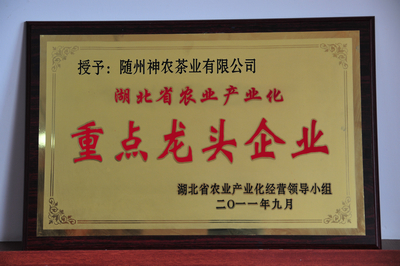 授予：随州神农茶业有限公司
湖北省农业产业化
重点龙头企业
湖北省农业产业化经营领导小组
二〇一一年九月